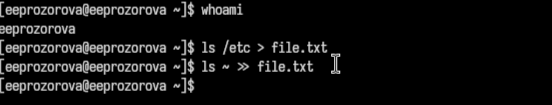 [eeprozorova@eeprozorova ~]$ whoami
eeprozorova
[eeprozorova@eeprozorova ~]$ ls /etc > file.txt
[eeprozorova@eeprozorova ~]$ ls ~ >> file.txt
[eeprozorova@eeprozorova ~]$